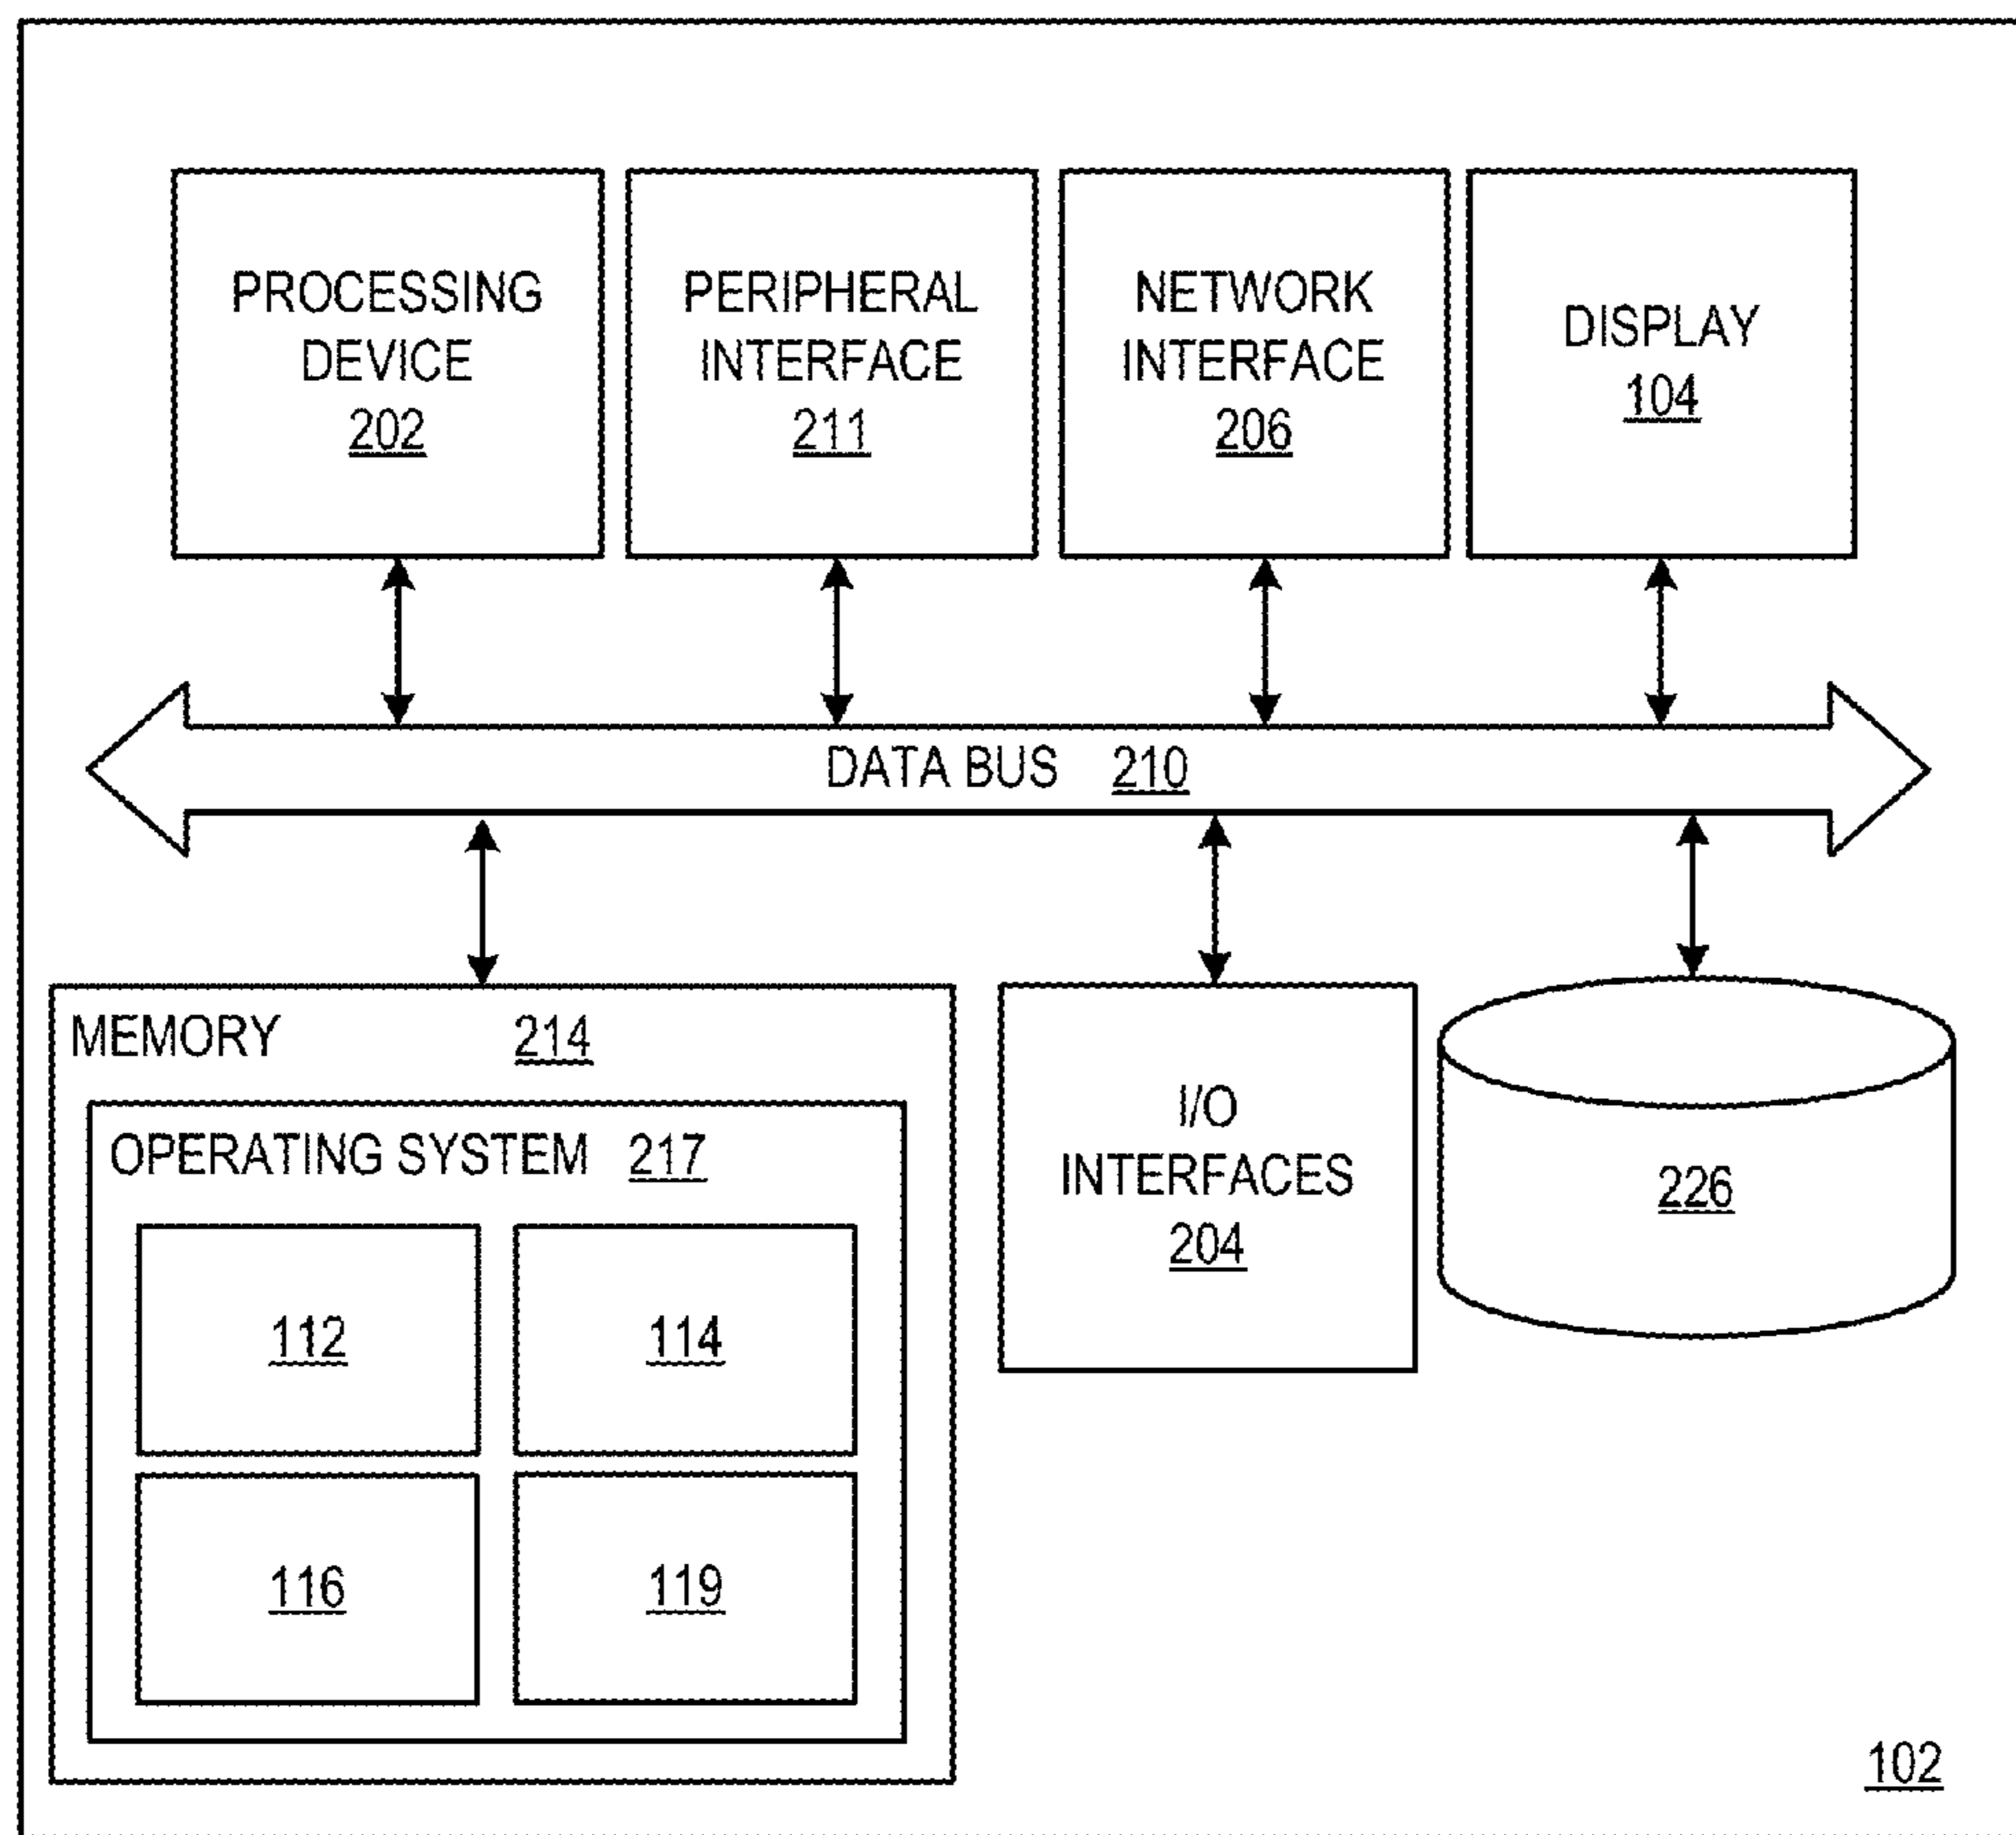 PROCESSING
DEVICE
202
PERIPHERAL
INTERFACE
211
NETWORK
INTERFACE
206
DISPLAY
104
DATA BUS 210
MEMORY 214
OPERATING SYSTEM 217
112
114
116
119
I/O
INTERFACES
204
226
102